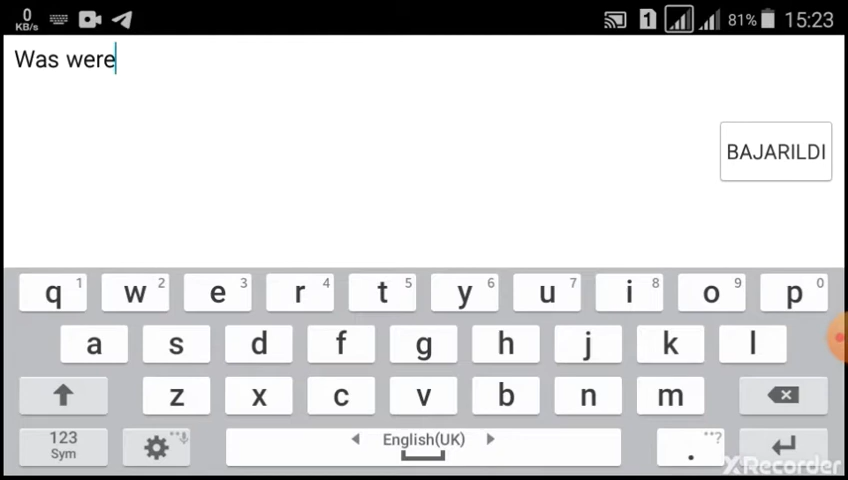 0
KB/s
1
81%
15:23
Was were
BAJARILDI
q 1 w 2 e 3 r 4 t 5 y 6 u 7 i 8 o 9 p 0
a s d f g h j k l
z x c v b n m
123
Sym
English(UK)
. ?
XRecorder